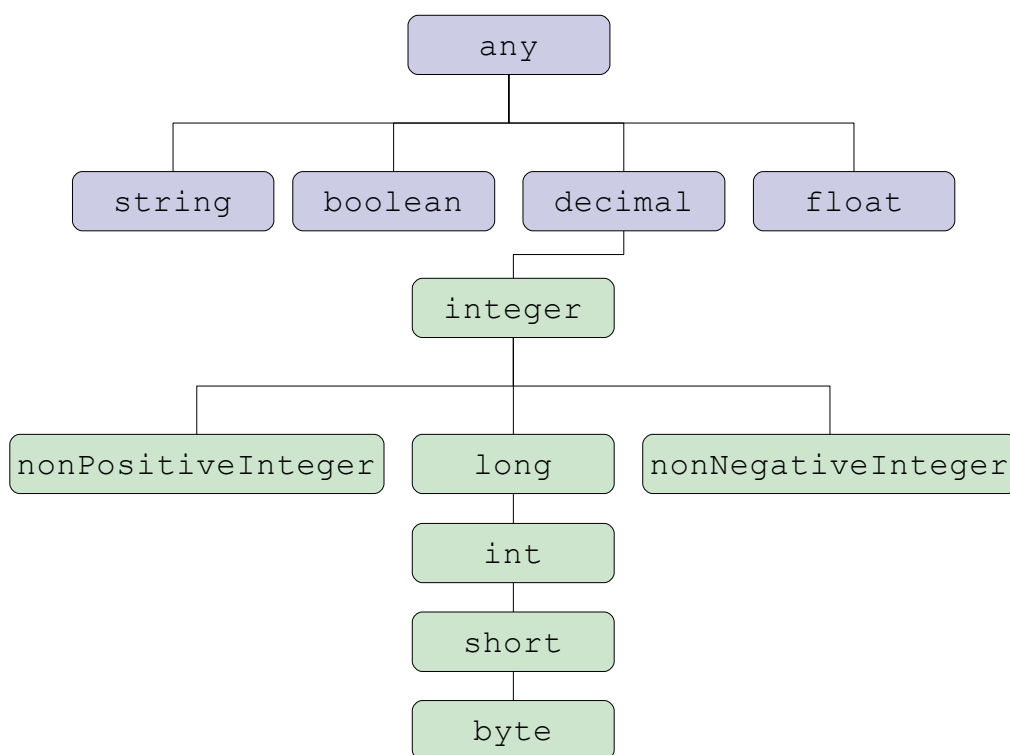 any
string boolean decimal float
integer
nonPositiveInteger long nonNegativeInteger
int
short
byte